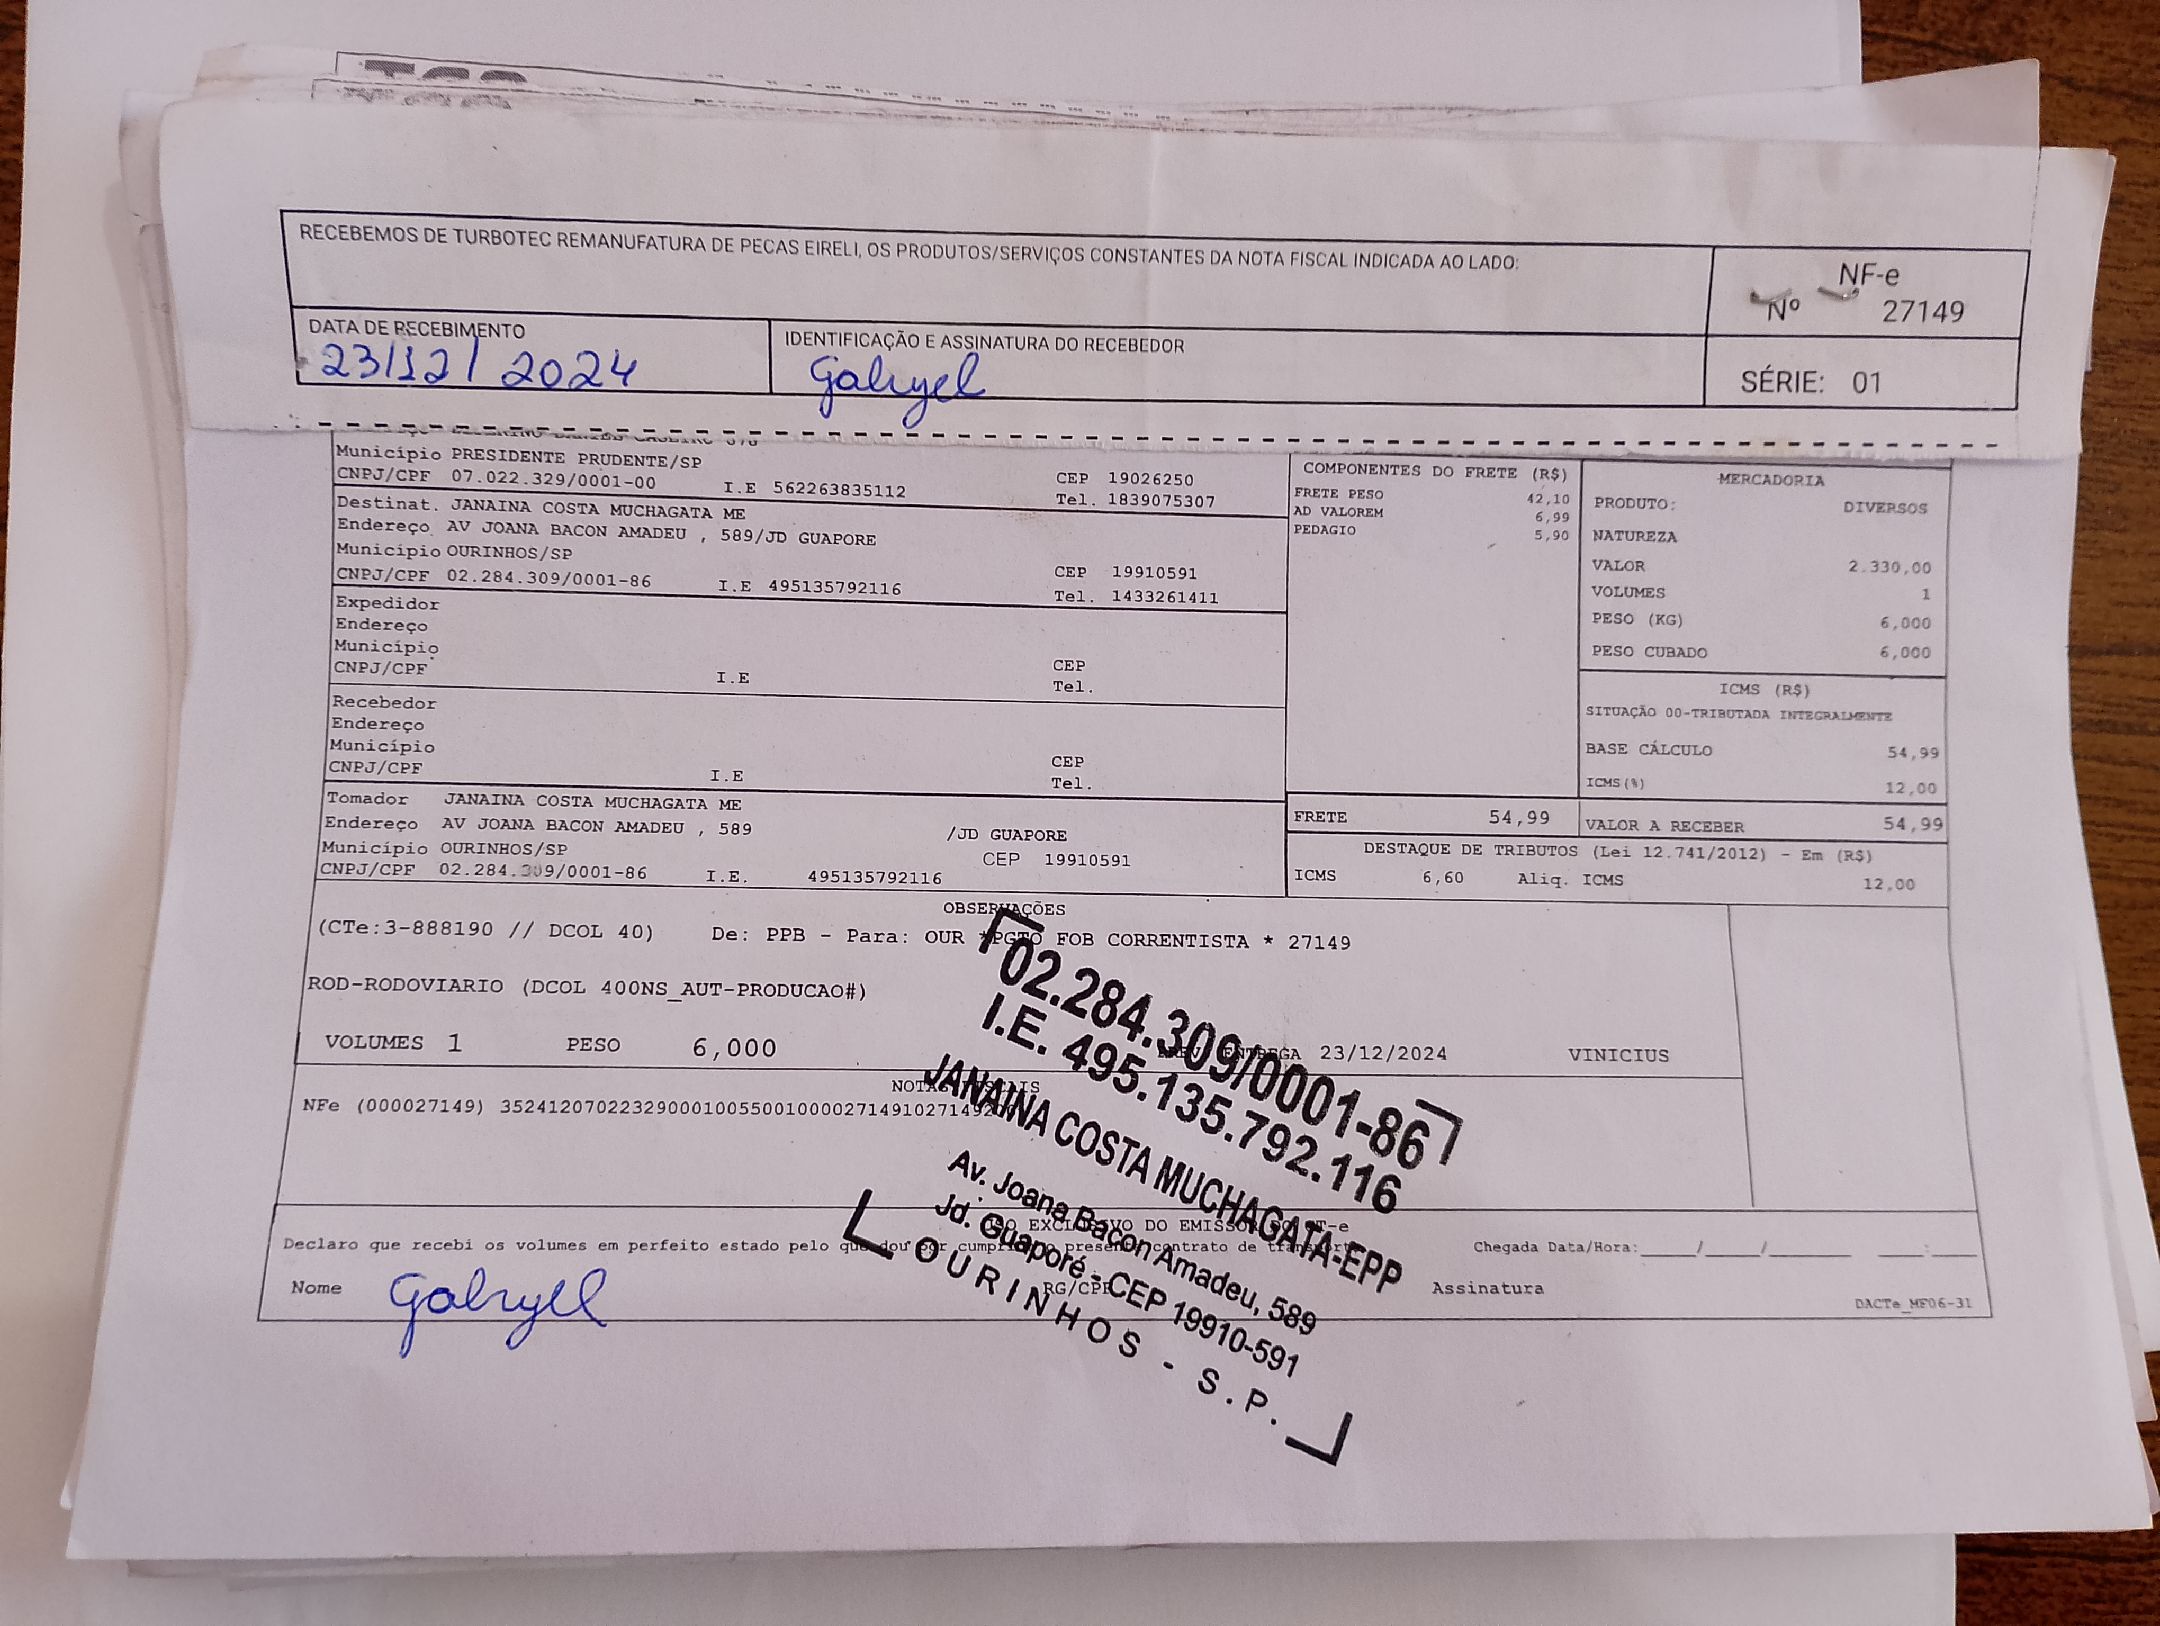 RECEBEMOS DE TURBOTEC REMANUFATURA DE PECAS EIRELI, OS PRODUTOS/SERVIÇOS CONSTANTES DA NOTA FISCAL INDICADA AO LADO:
NF-e
Nº 27149
SÉRIE: 01
DATA DE RECEBIMENTO
23/12/2024
IDENTIFICAÇÃO E ASSINATURA DO RECEBEDOR
Gabryel
Município PRESIDENTE PRUDENTE/SP
CEP 19026250
CNPJ/CPF 07.022.329/0001-00 I.E 562263835112 Tel. 1839075307
Destinat. JANAINA COSTA MUCHAGATA ME
Endereço AV JOANA BACON AMADEU , 589/JD GUAPORE
Município OURINHOS/SP
CEP 19910591
CNPJ/CPF 02.284.309/0001-86 I.E 495135792116 Tel. 1433261411
Expedidor
Endereço
Município
CEP
CNPJ/CPF I.E Tel.
Recebedor
Endereço
Município
CEP
CNPJ/CPF I.E Tel.
Tomador JANAINA COSTA MUCHAGATA ME
Endereço AV JOANA BACON AMADEU , 589 /JD GUAPORE
Município OURINHOS/SP CEP 19910591
CNPJ/CPF 02.284.309/0001-86 I.E. 495135792116
COMPONENTES DO FRETE (R$)
FRETE PESO 42,10
AD VALOREM 6,99
PEDAGIO 5,90
MERCADORIA
PRODUTO: DIVERSOS
NATUREZA
VALOR 2.330,00
VOLUMES 1
PESO (KG) 6,000
PESO CUBADO 6,000
ICMS (R$)
SITUAÇÃO 00-TRIBUTADA INTEGRALMENTE
BASE CÁLCULO 54,99
ICMS(%) 12,00
FRETE 54,99 VALOR A RECEBER 54,99
DESTAQUE DE TRIBUTOS (Lei 12.741/2012) - Em (R$)
ICMS 6,60 Aliq. ICMS 12,00
OBSERVAÇÕES
(CTe:3-888190 // DCOL 40) De: PPB - Para: OUR *PGTO FOB CORRENTISTA * 27149
ROD-RODOVIARIO (DCOL 400NS_AUT-PRODUCAO#)
VOLUMES 1 PESO 6,000 ENTREGA 23/12/2024 VINICIUS
NOTAS FISCAIS
NFe (000027149)
USO EXCLUSIVO DO EMISSOR DO CT-e
Declaro que recebi os volumes em perfeito estado pelo que dou por cumprido o presente contrato de transporte
Chegada Data/Hora: / / :
Nome Gabryel RG/CPF Assinatura
DACTe_MF06-31
02.284.309/0001-86
I.E. 495.135.792.116
JANAINA COSTA MUCHAGATA-EPP
Av. Joana Bacon Amadeu, 589
Jd. Guaporé - CEP 19910-591
OURINHOS - S.P.